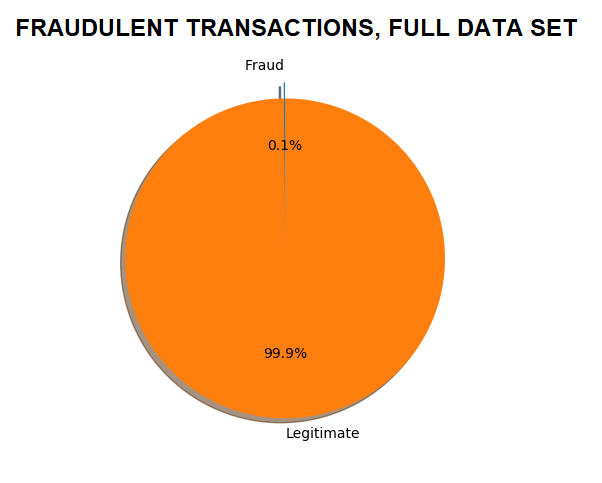 FRAUDULENT TRANSACTIONS, FULL DATA SET
Fraud
0.1%
99.9%
Legitimate